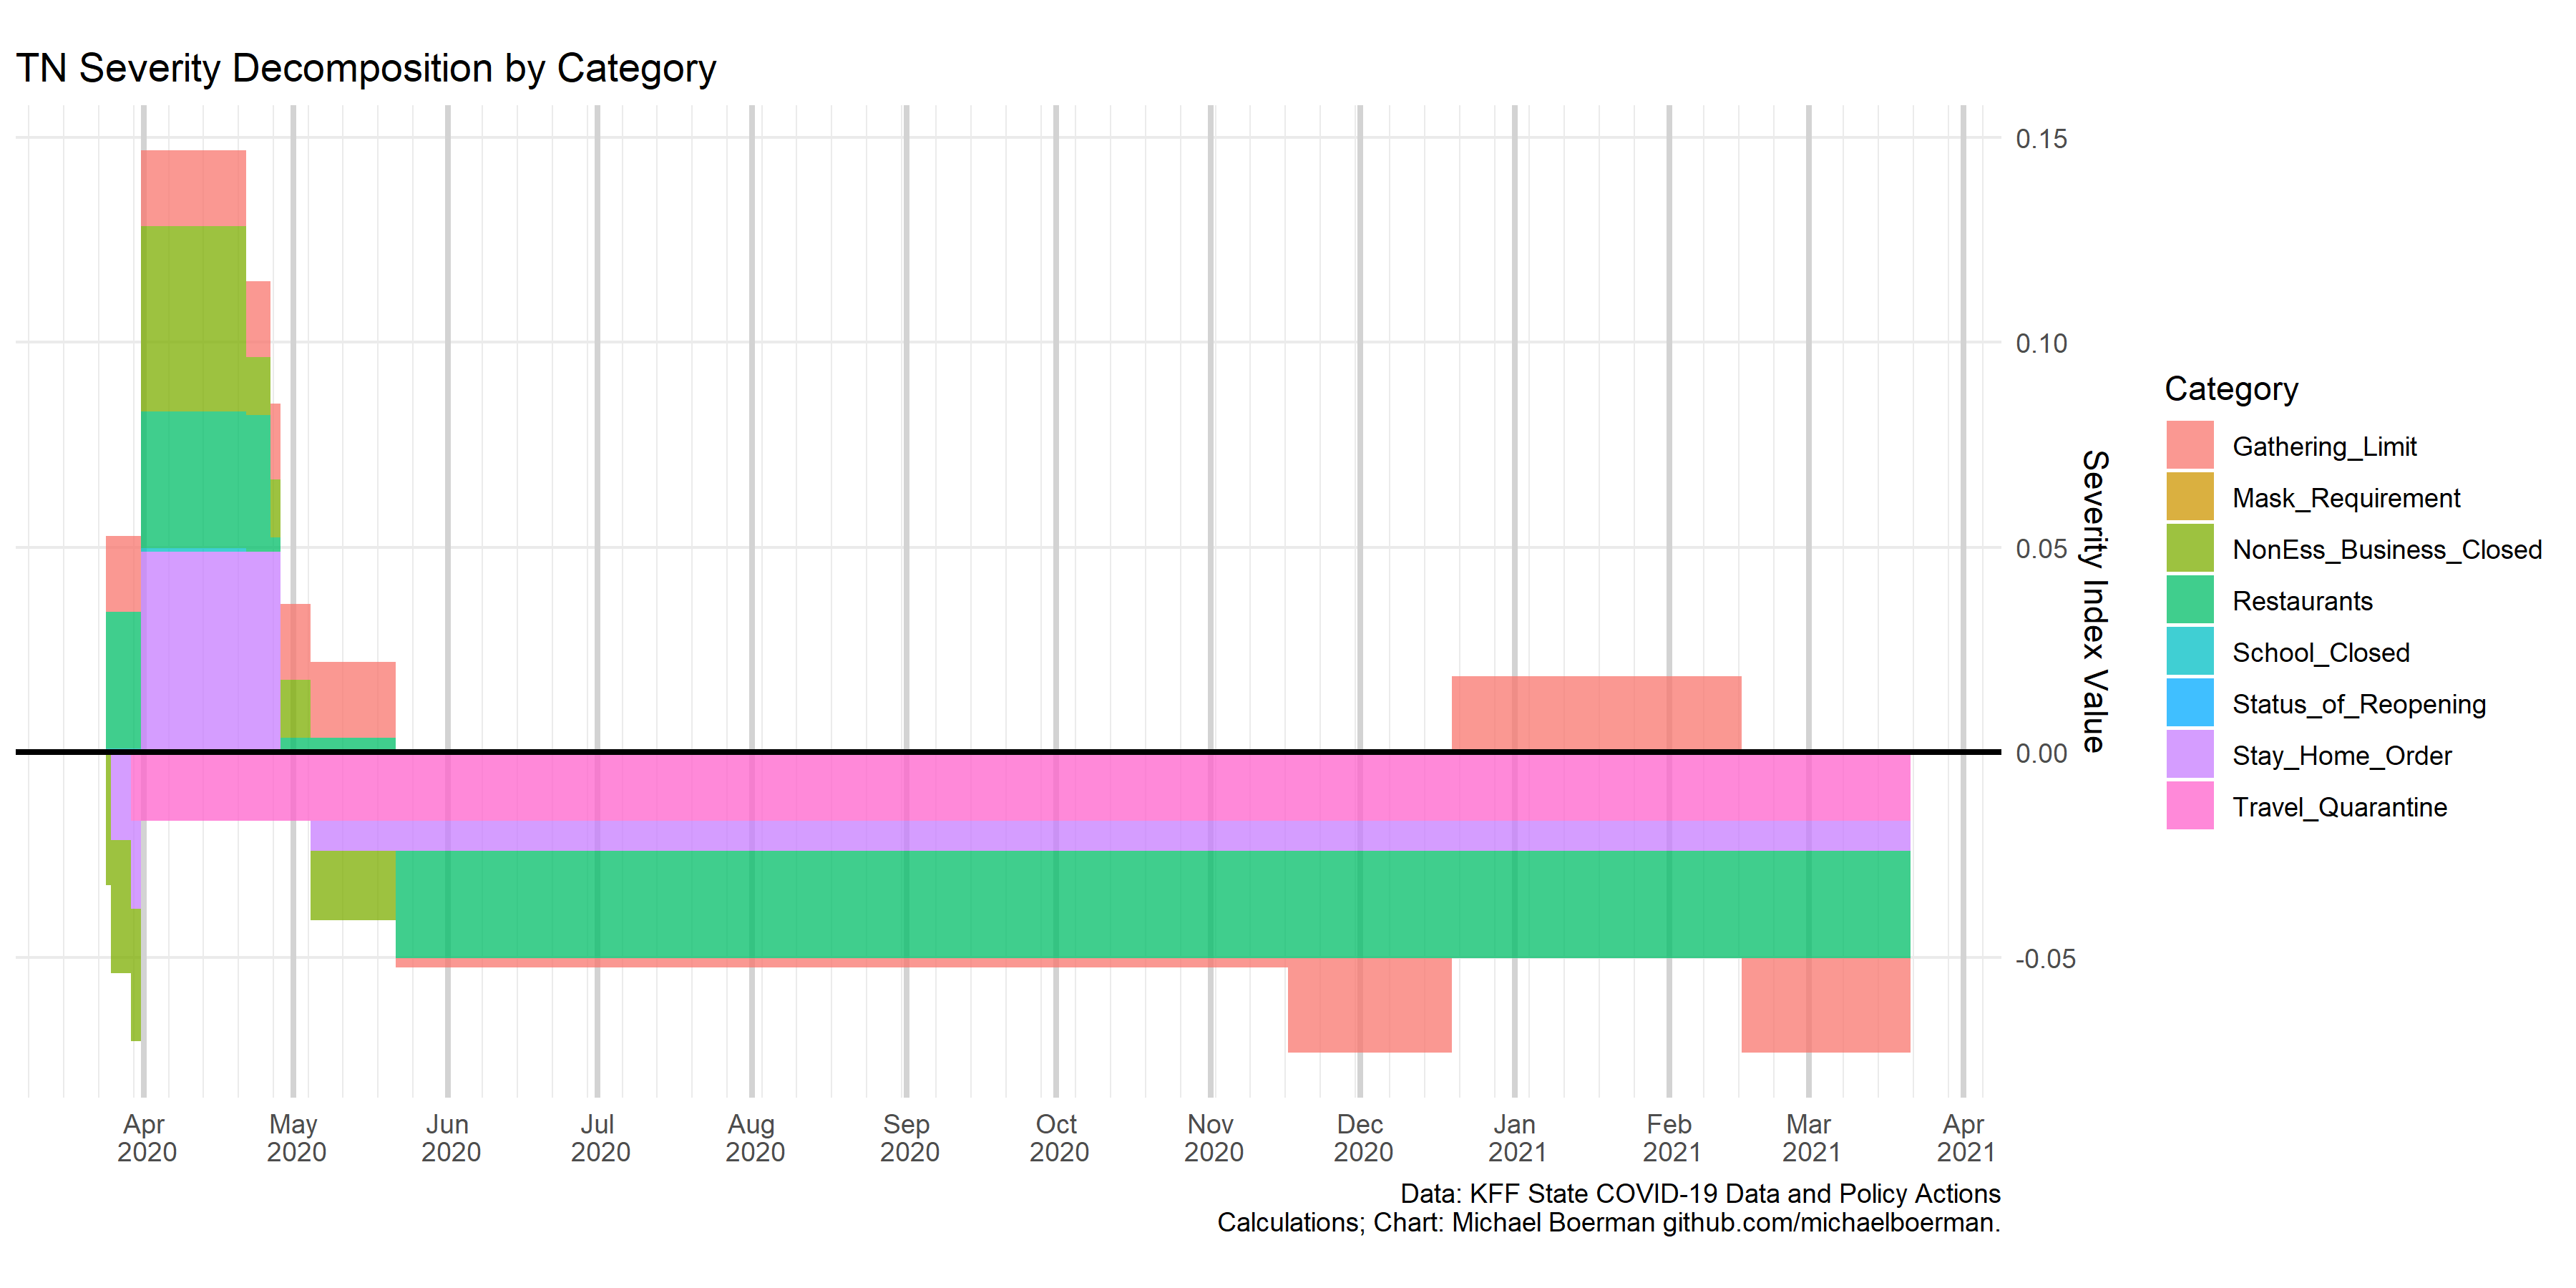 TN Severity Decomposition by Category
0.15
0.10
0.05
0.00
-0.05
Severity Index Value
Category
Gathering_Limit
Mask_Requirement
NonEss_Business_Closed
Restaurants
School_Closed
Status_of_Reopening
Stay_Home_Order
Travel_Quarantine
Apr May Jun Jul Aug Sep Oct Nov Dec Jan Feb Mar Apr
2020 2020 2020 2020 2020 2020 2020 2020 2020 2021 2021 2021 2021
Data: KFF State COVID-19 Data and Policy Actions
Calculations; Chart: Michael Boerman github.com/michaelboerman.